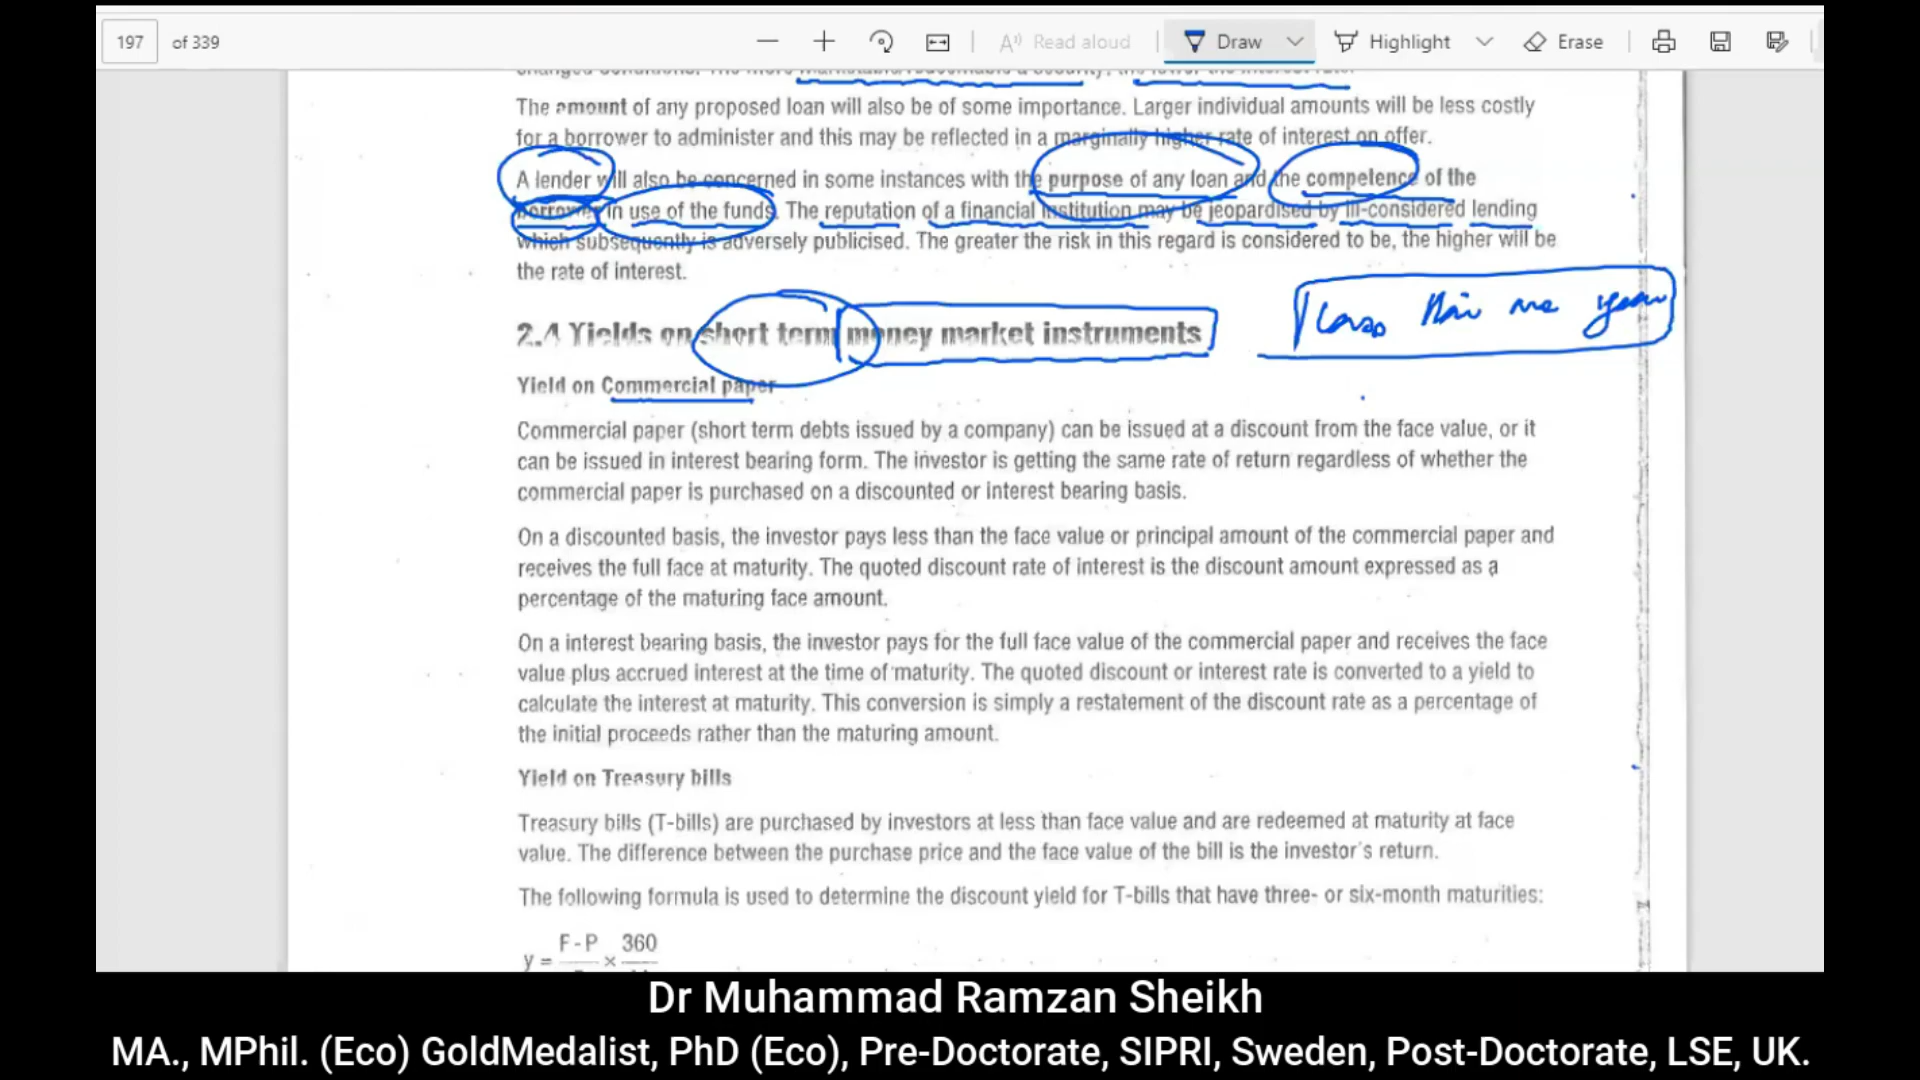 197 of 339 Read aloud Draw Highlight Erase
changed conditions. The more marketable/redeemable a security, the lower the interest rate.
The amount of any proposed loan will also be of some importance. Larger individual amounts will be less costly
for a borrower to administer and this may be reflected in a marginally higher rate of interest on offer.
A lender will also be concerned in some instances with the purpose of any loan and the competence of the
borrower in use of the funds. The reputation of a financial institution may be jeopardised by ill-considered lending
which subsequently is adversely publicised. The greater the risk in this regard is considered to be, the higher will be
the rate of interest.
2.4 Yields on short term money market instruments
Yield on Commercial paper
Commercial paper (short term debts issued by a company) can be issued at a discount from the face value, or it
can be issued in interest bearing form. The investor is getting the same rate of return regardless of whether the
commercial paper is purchased on a discounted or interest bearing basis.
On a discounted basis, the investor pays less than the face value or principal amount of the commercial paper and
receives the full face at maturity. The quoted discount rate of interest is the discount amount expressed as a
percentage of the maturing face amount.
On a interest bearing basis, the investor pays for the full face value of the commercial paper and receives the face
value plus accrued interest at the time of maturity. The quoted discount or interest rate is converted to a yield to
calculate the interest at maturity. This conversion is simply a restatement of the discount rate as a percentage of
the initial proceeds rather than the maturing amount.
Yield on Treasury bills
Treasury bills (T-bills) are purchased by investors at less than face value and are redeemed at maturity at face
value. The difference between the purchase price and the face value of the bill is the investor's return.
The following formula is used to determine the discount yield for T-bills that have three- or six-month maturities:
F - P 360
y = ×
Dr Muhammad Ramzan Sheikh
MA., MPhil. (Eco) GoldMedalist, PhD (Eco), Pre-Doctorate, SIPRI, Sweden, Post-Doctorate, LSE, UK.